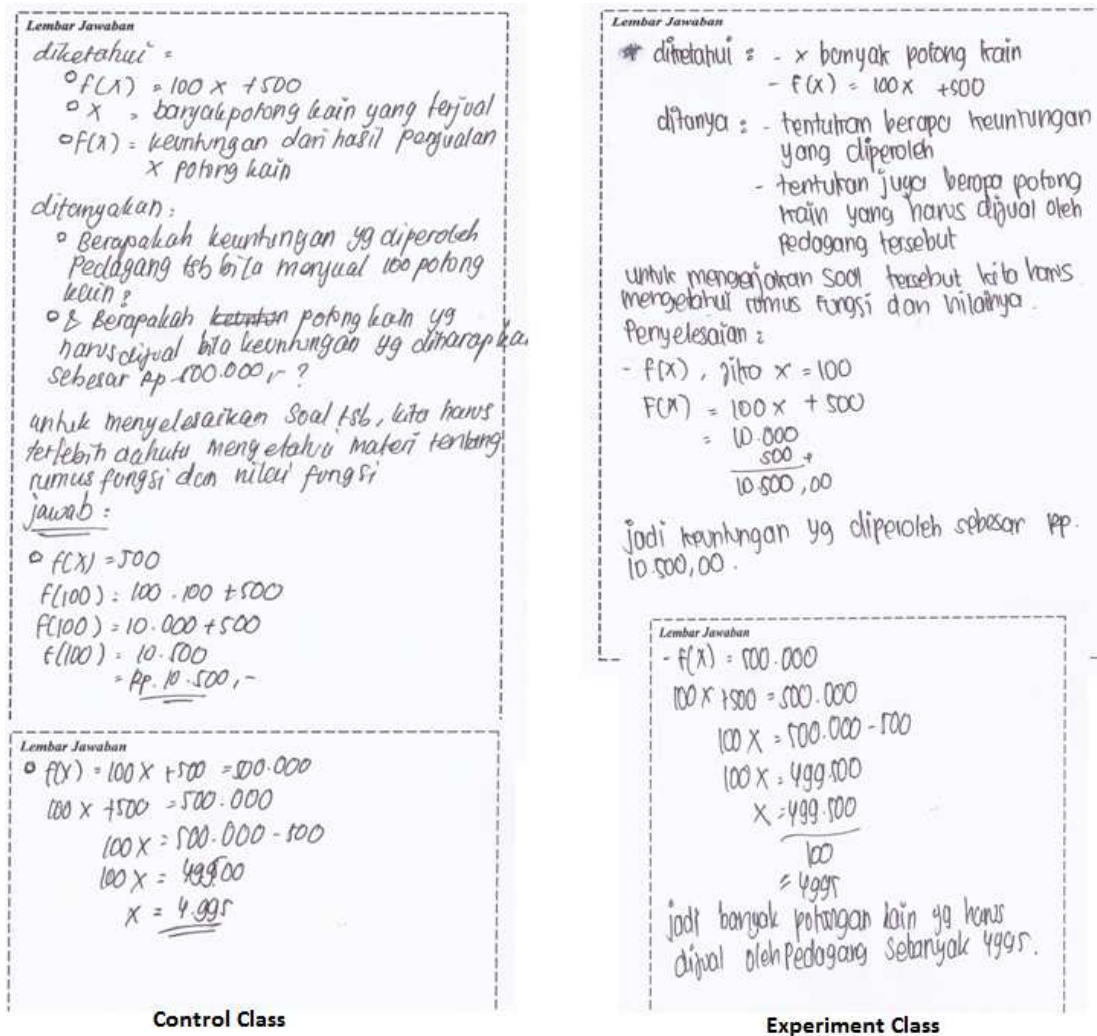 Lembar Jawaban
diketahui =
f(x) = 100 x + 500
x = banyak potong kain yang terjual
f(x) = keuntungan dari hasil penjualan
x potong kain
ditanyakan :
Berapakah keuntungan yg diperoleh
Pedagang tsb bila menjual 100 potong
kain ?
Berapakah potong kain yg
harus dijual bila keuntungan yg diharapkan
sebesar Rp 500.000,- ?
untuk menyelesaikan soal tsb, kita harus
terlebih dahulu mengetahui materi tentang
rumus fungsi dan nilai fungsi
jawab :
f(x) = 500
f(100) = 100 . 100 + 500
f(100) = 10.000 + 500
f(100) = 10.500
= Rp. 10.500,-
Lembar Jawaban
f(x) = 100 x + 500 = 500.000
100 x + 500 = 500.000
100 x = 500.000 - 500
100 x =
x = 4.995
Control Class
Lembar Jawaban
* diketahui : - x banyak potong kain
- f(x) = 100x + 500
ditanya : - tentukan berapa keuntungan
yang diperoleh
- tentukan juga berapa potong
kain yang harus dijual oleh
Pedagang tersebut
untuk mengerjakan soal tersebut kita harus
mengetahui rumus fungsi dan nilainya.
Penyelesaian :
- f(x), jika x = 100
F(x) = 100x + 500
= 10.000
500 +
10.500,00
jadi keuntungan yg diperoleh sebesar Rp.
10.500,00.
Lembar Jawaban
- f(x) = 500.000
100 x + 500 = 500.000
100 x = 500.000 - 500
100 x = 499.500
x = 499.500
100
= 4995
jadi banyak potongan kain yg harus
dijual oleh Pedagang sebanyak 4995.
Experiment Class